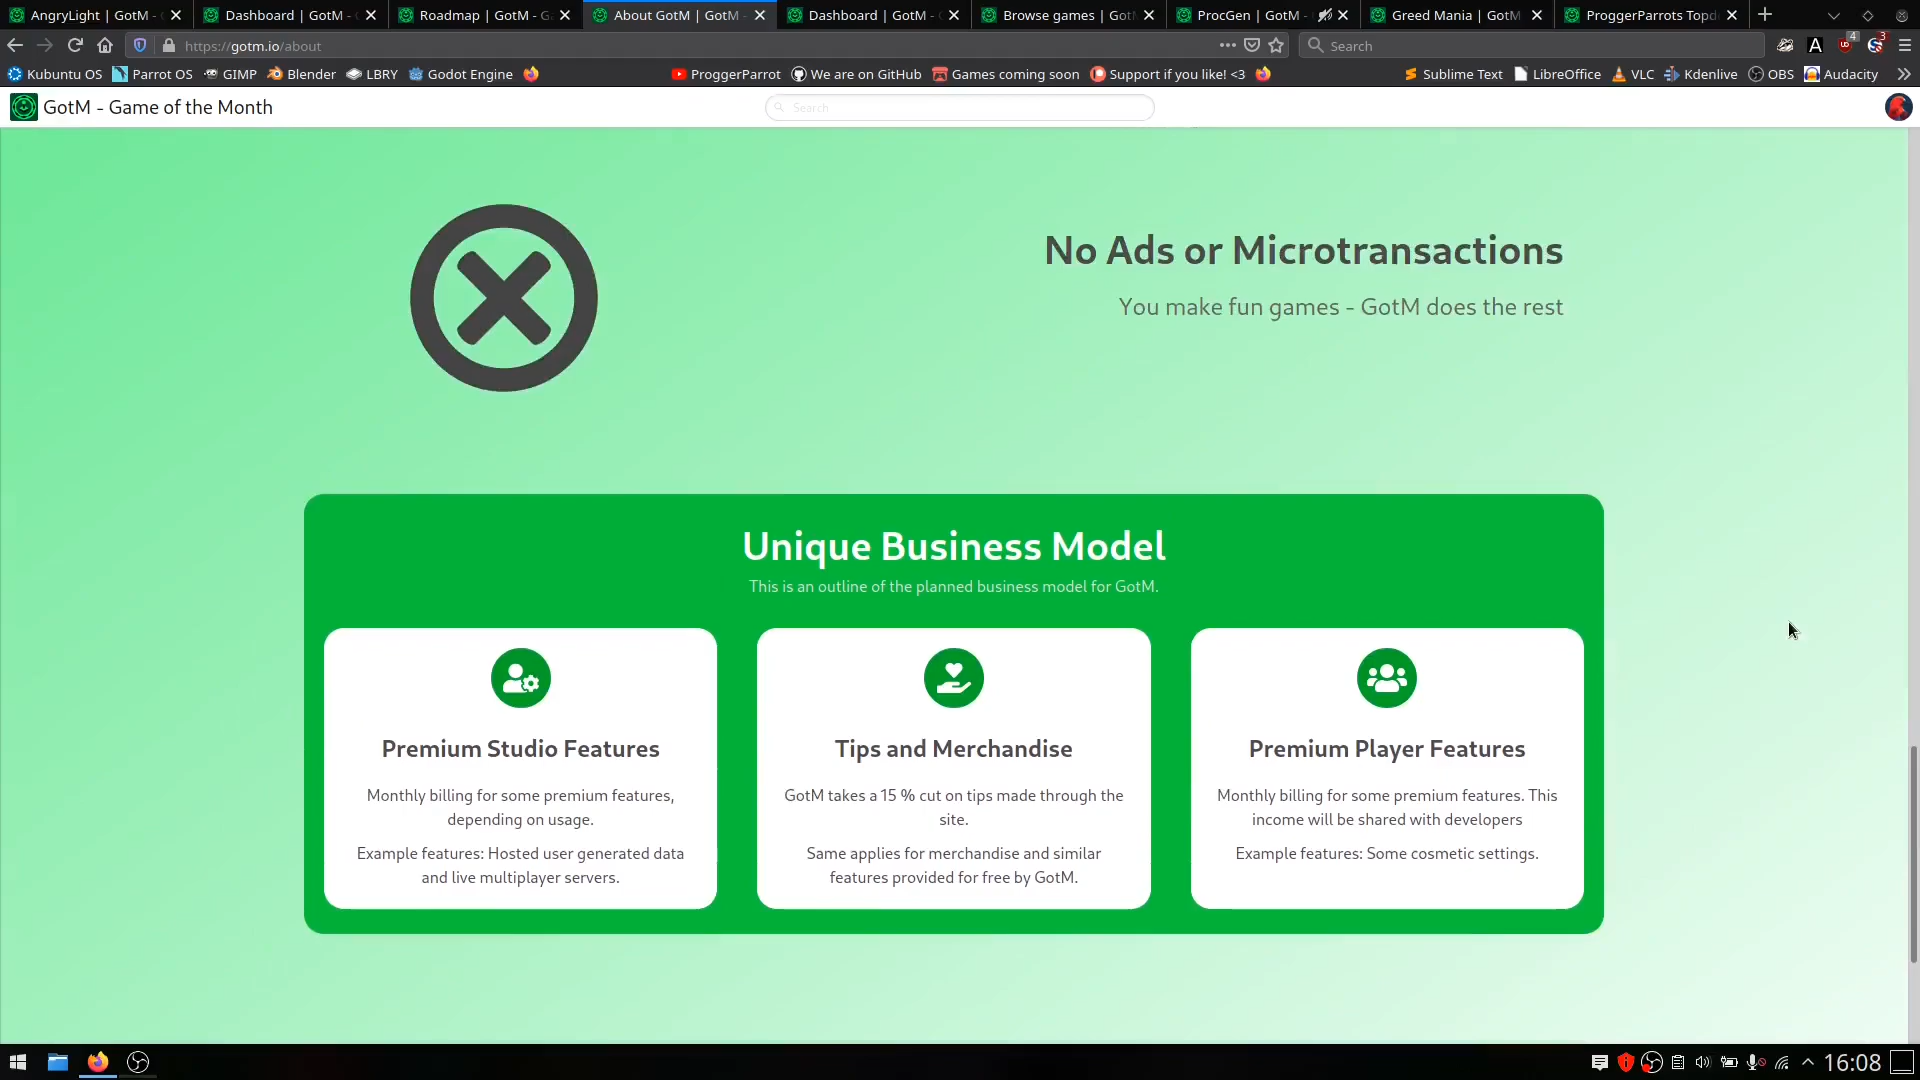 AngryLight | GotM -
Dashboard | GotM -
Roadmap | GotM -
About GotM | GotM -
Dashboard | GotM -
Browse games | GotM
ProcGen | GotM -
Greed Mania | GotM
ProggerParrots Topd
https://gotm.io/about
Search
4
3
Kubuntu OS
Parrot OS
GIMP
Blender
LBRY
Godot Engine
ProggerParrot
We are on GitHub
Games coming soon
Support if you like! <3
Sublime Text
LibreOffice
VLC
Kdenlive
OBS
Audacity
GotM - Game of the Month
Search
No Ads or Microtransactions
You make fun games - GotM does the rest
Unique Business Model
This is an outline of the planned business model for GotM.
Premium Studio Features
Monthly billing for some premium features,
depending on usage.
Example features: Hosted user generated data
and live multiplayer servers.
Tips and Merchandise
GotM takes a 15 % cut on tips made through the
site.
Same applies for merchandise and similar
features provided for free by GotM.
Premium Player Features
Monthly billing for some premium features. This
income will be shared with developers
Example features: Some cosmetic settings.
16:08